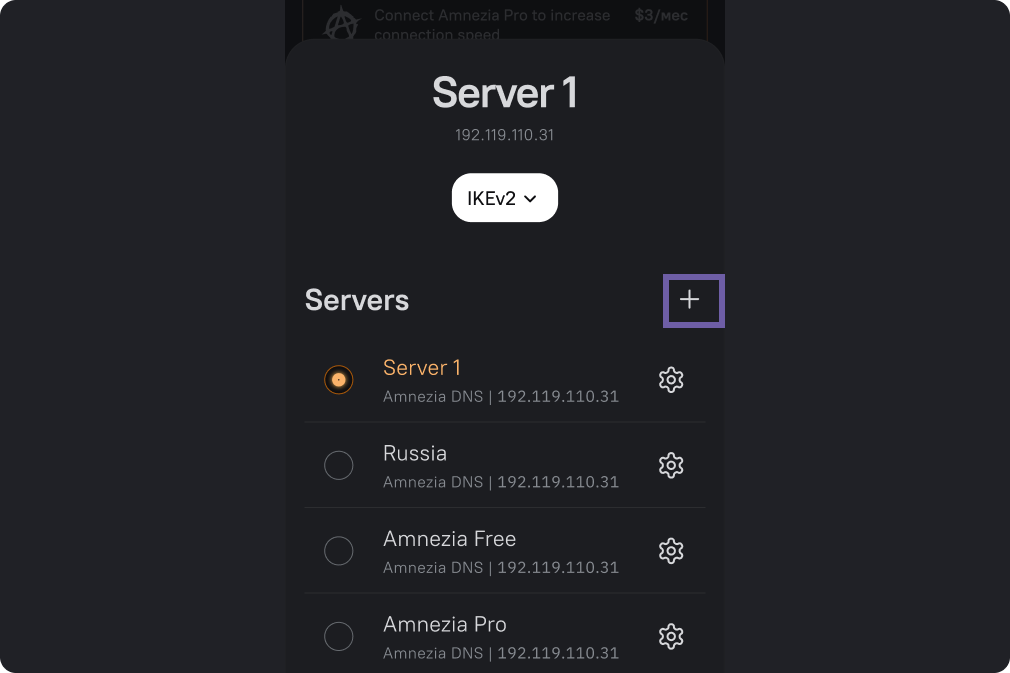 Connect Amnezia Pro to increase $3/мес
connection speed
Server 1
192.119.110.31
IKEv2
Servers
Server 1
Amnezia DNS | 192.119.110.31
Russia
Amnezia DNS | 192.119.110.31
Amnezia Free
Amnezia DNS | 192.119.110.31
Amnezia Pro
Amnezia DNS | 192.119.110.31